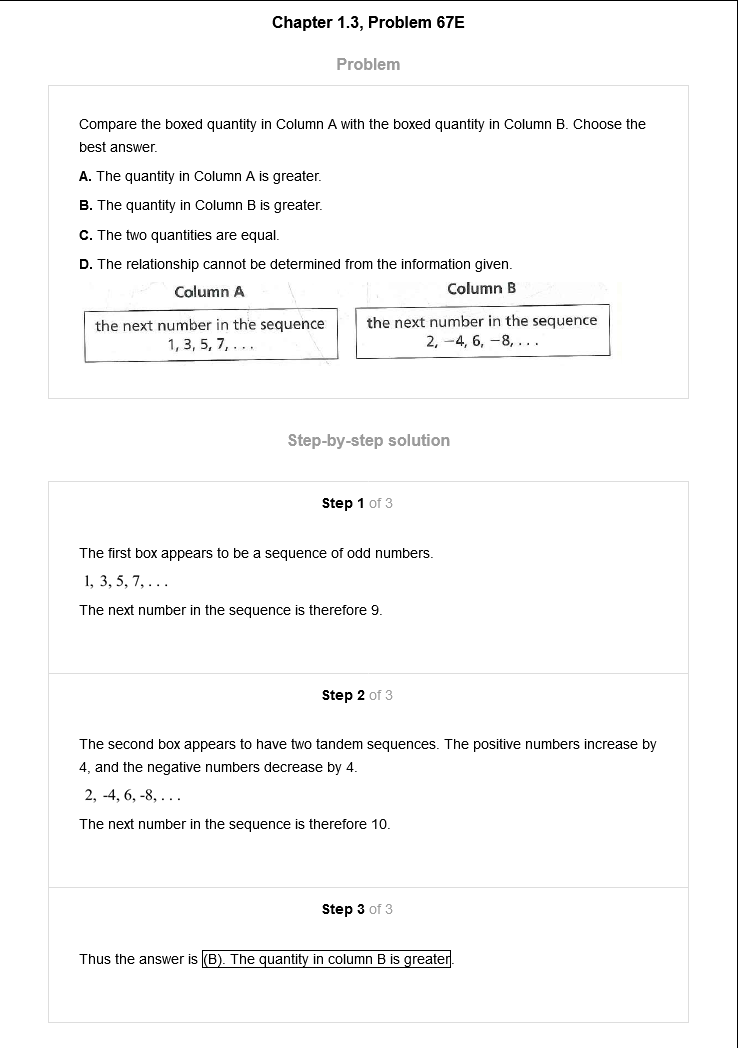 Chapter 1.3, Problem 67E
Problem
Compare the boxed quantity in Column A with the boxed quantity in Column B. Choose the
best answer.
A. The quantity in Column A is greater.
B. The quantity in Column B is greater.
C. The two quantities are equal.
D. The relationship cannot be determined from the information given.
Column A
the next number in the sequence
1, 3, 5, 7, . . .
Column B
the next number in the sequence
2, −4, 6, −8, . . .
Step-by-step solution
Step 1 of 3
The first box appears to be a sequence of odd numbers.
1, 3, 5, 7, . . .
The next number in the sequence is therefore 9.
Step 2 of 3
The second box appears to have two tandem sequences. The positive numbers increase by
4, and the negative numbers decrease by 4.
2, -4, 6, -8, . . .
The next number in the sequence is therefore 10.
Step 3 of 3
Thus the answer is (B). The quantity in column B is greater.